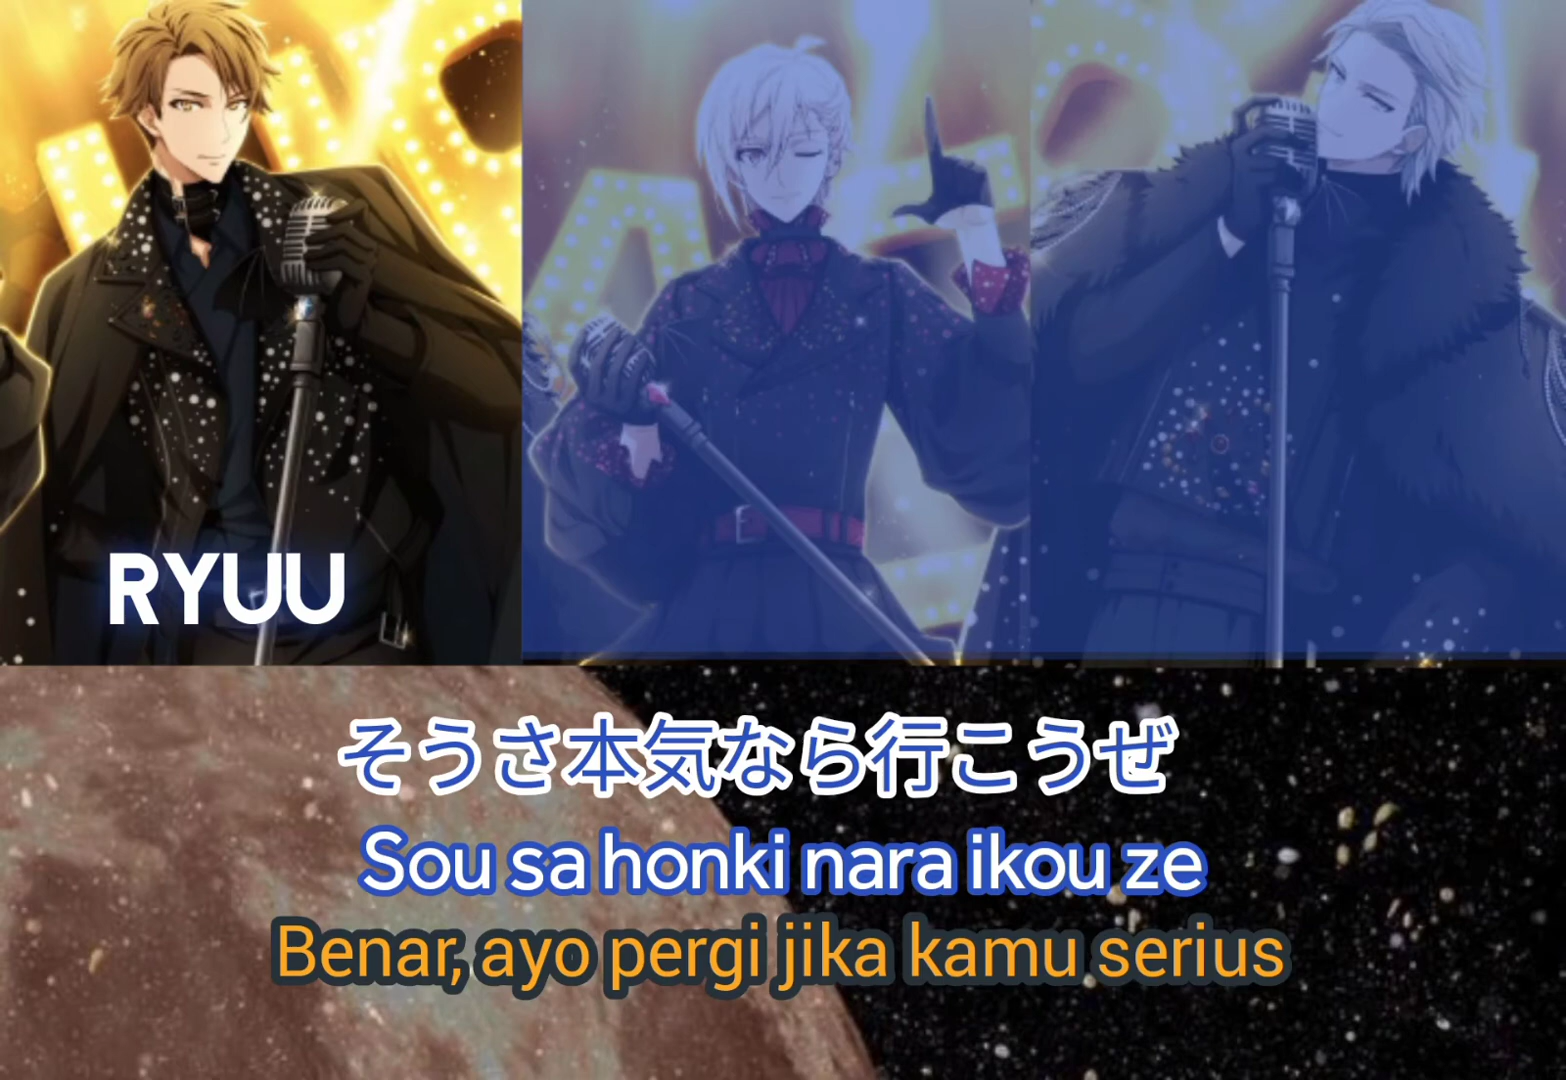 RYUU
そうさ本気なら行こうぜ
Sou sa honki nara ikou ze
Benar, ayo pergi jika kamu serius